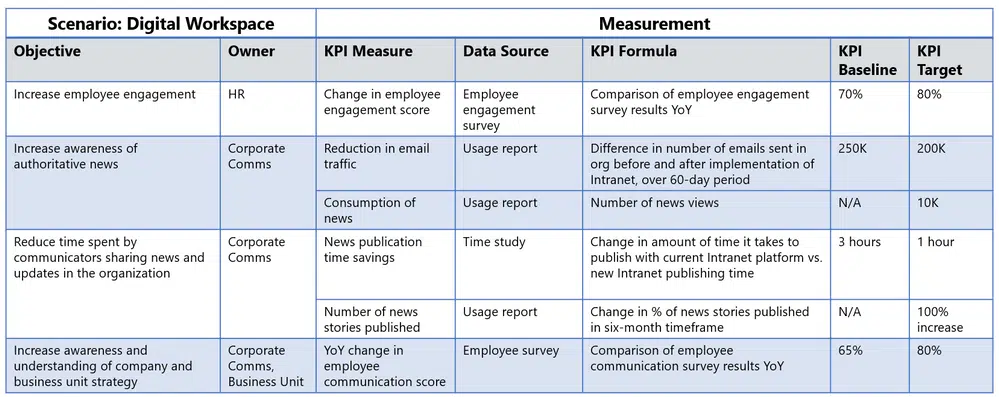 Scenario: Digital Workspace
Measurement
Objective
Owner
KPI Measure
Data Source
KPI Formula
KPI
Baseline
KPI
Target
Increase employee engagement
HR
Change in employee
engagement score
Employee
engagement
survey
Comparison of employee engagement
survey results YoY
70%
80%
Increase awareness of
authoritative news
Corporate
Comms
Reduction in email
traffic
Usage report
Difference in number of emails sent in
org before and after implementation of
Intranet, over 60-day period
250K
200K
Consumption of
news
Usage report
Number of news views
N/A
10K
Reduce time spent by
communicators sharing news and
updates in the organization
Corporate
Comms
News publication
time savings
Time study
Change in amount of time it takes to
publish with current Intranet platform vs.
new Intranet publishing time
3 hours
1 hour
Number of news
stories published
Usage report
Change in % of news stories published
in six-month timeframe
N/A
100%
increase
Increase awareness and
understanding of company and
business unit strategy
Corporate
Comms,
Business Unit
YoY change in
employee
communication score
Employee survey
Comparison of employee
communication survey results YoY
65%
80%